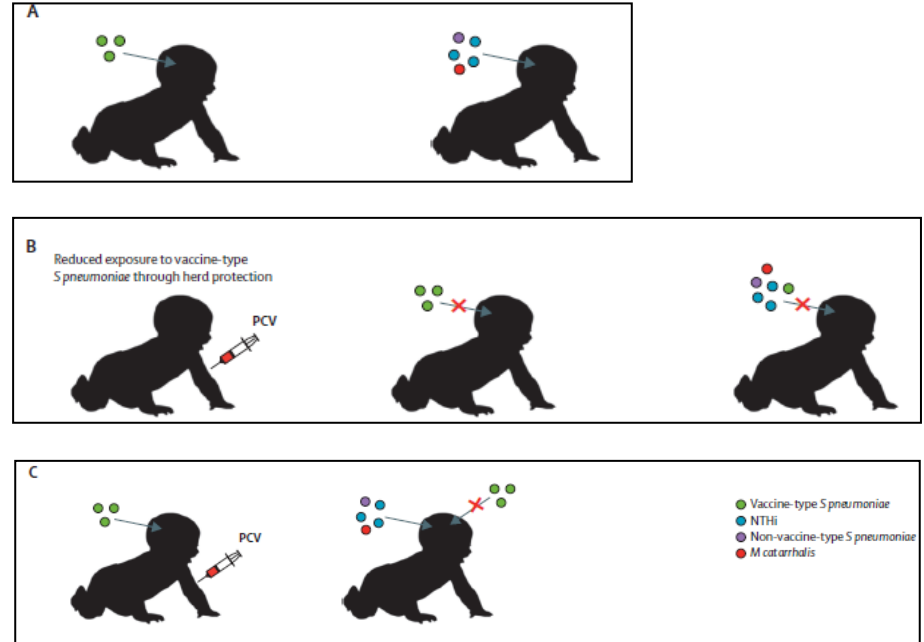 A
B
Reduced exposure to vaccine-type
S pneumoniae through herd protection
PCV
C
PCV
Vaccine-type S pneumoniae
NTHi
Non-vaccine-type S pneumoniae
M catarrhalis